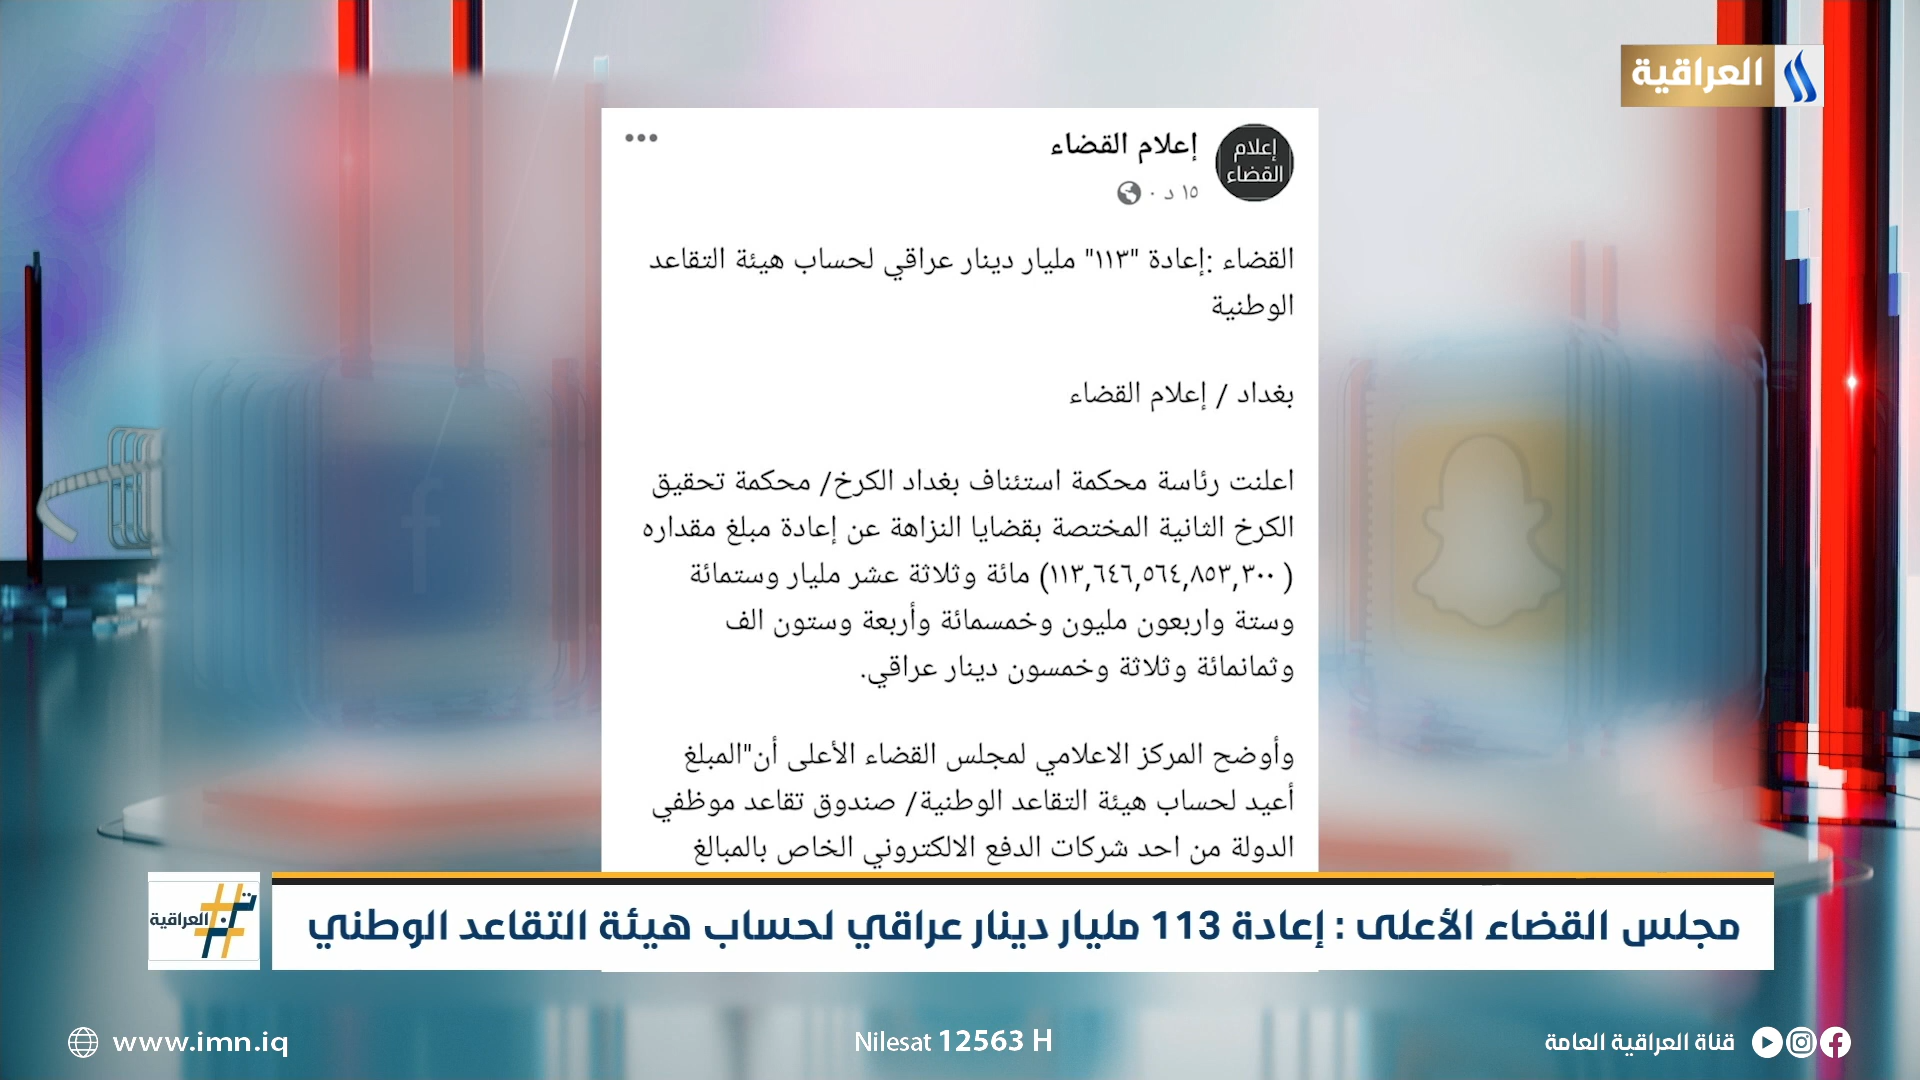 العراقية
إعلام القضاء
إعلام
القضاء
١٥ د ·
القضاء :إعادة "١١٣" مليار دينار عراقي لحساب هيئة التقاعد
الوطنية
بغداد / إعلام القضاء
اعلنت رئاسة محكمة استئناف بغداد الكرخ/ محكمة تحقيق
الكرخ الثانية المختصة بقضايا النزاهة عن إعادة مبلغ مقداره
( ١١٣,٦٤٦,٥٦٤,٨٥٣,٣٠٠) مائة وثلاثة عشر مليار وستمائة
وستة واربعون مليون وخمسمائة وأربعة وستون الف
وثمانمائة وثلاثة وخمسون دينار عراقي.
وأوضح المركز الاعلامي لمجلس القضاء الأعلى أن"المبلغ
أعيد لحساب هيئة التقاعد الوطنية/ صندوق تقاعد موظفي
الدولة من احد شركات الدفع الالكتروني الخاص بالمبالغ
مجلس القضاء الأعلى : إعادة 113 مليار دينار عراقي لحساب هيئة التقاعد الوطني
العراقية
قناة العراقية العامة
Nilesat 12563 H
www.imn.iq